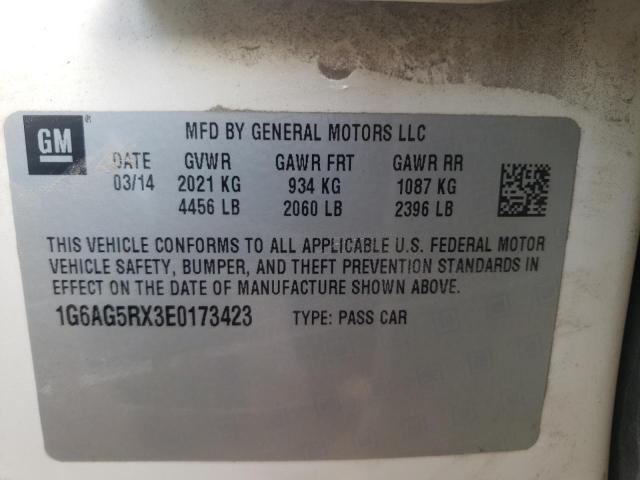 GM
MFD BY GENERAL MOTORS LLC
DATE GVWR GAWR FRT GAWR RR
03/14 2021 KG 934 KG 1087 KG
4456 LB 2060 LB 2396 LB
THIS VEHICLE CONFORMS TO ALL APPLICABLE U.S. FEDERAL MOTOR
VEHICLE SAFETY, BUMPER, AND THEFT PREVENTION STANDARDS IN
EFFECT ON THE DATE OF MANUFACTURE SHOWN ABOVE.
1G6AG5RX3E0173423 TYPE: PASS CAR